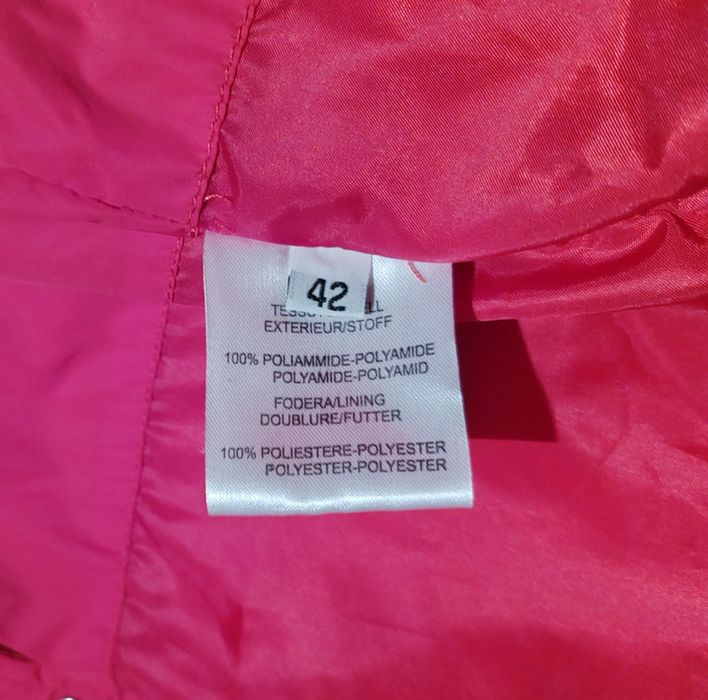 42
EXTERIEUR/STOFF
100% POLIAMMIDE-POLYAMIDE
POLYAMIDE-POLYAMID
FODERA/LINING
DOUBLURE/FUTTER
100% POLIESTERE-POLYESTER
POLYESTER-POLYESTER